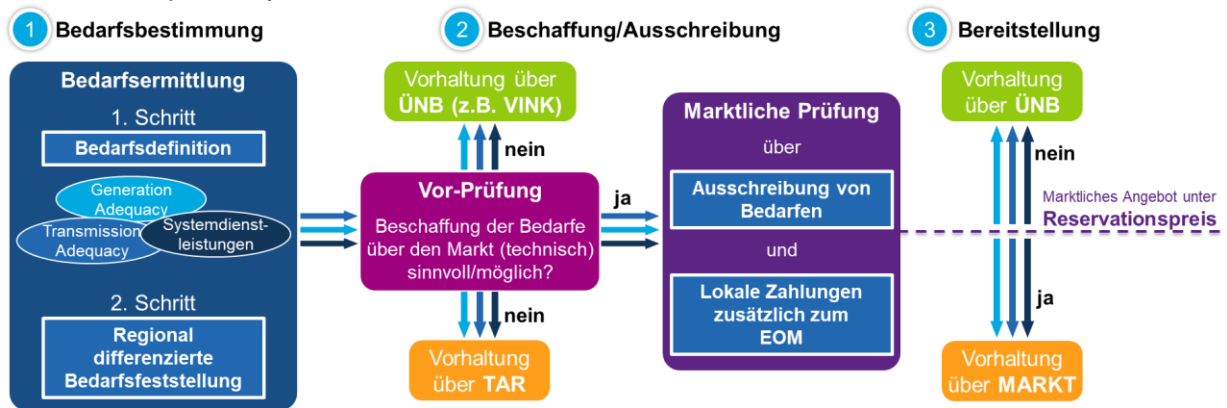 1 Bedarfsbestimmung
Bedarfsermittlung
1. Schritt
Bedarfsdefinition
Generation
Adequacy
Transmission
Adequacy
Systemdienst-
leistungen
2. Schritt
Regional
differenzierte
Bedarfsfeststellung
2 Beschaffung/Ausschreibung
Vorhaltung über
ÜNB (z.B. VINK)
nein
Vor-Prüfung
Beschaffung der Bedarfe
über den Markt (technisch)
sinnvoll/möglich?
ja
nein
Vorhaltung
über TAR
Marktliche Prüfung
über
Ausschreibung von
Bedarfen
und
Lokale Zahlungen
zusätzlich zum
EOM
3 Bereitstellung
Vorhaltung
über ÜNB
nein
Marktliches Angebot unter
Reservationspreis
ja
Vorhaltung
über MARKT